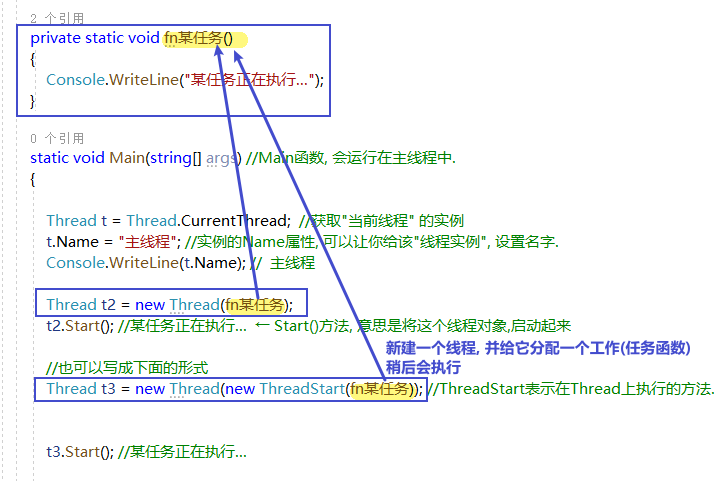 2 个引用
private static void fn某任务()
{
Console.WriteLine("某任务正在执行...");
}
0 个引用
static void Main(string[] args) //Main函数, 会运行在主线程中.
{
Thread t = Thread.CurrentThread; //获取"当前线程" 的实例
t.Name = "主线程"; //实例的Name属性, 可以让你给该"线程实例", 设置名字.
Console.WriteLine(t.Name); // 主线程
Thread t2 = new Thread(fn某任务);
t2.Start(); //某任务正在执行... ← Start()方法, 意思是将这个线程对象,启动起来
新建一个线程, 并给它分配一个工作(任务函数)
稍后会执行
//也可以写成下面的形式
Thread t3 = new Thread(new ThreadStart(fn某任务)); //ThreadStart表示在Thread上执行的方法.
t3.Start(); //某任务正在执行...